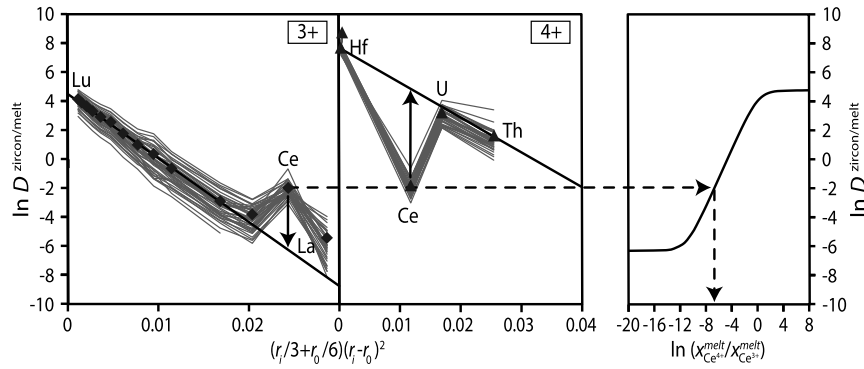 10
8
6
4
2
0
-2
-4
-6
-8
-10
ln D zircon/melt
3+
Lu
Ce
La
0
0.01
0.02
4+
Hf
U
Th
Ce
0
0.01
0.02
0.03
0.04
(rᵢ/3+r₀/6)(rᵢ-r₀)²
10
8
6
4
2
0
-2
-4
-6
-8
-10
ln D zircon/melt
-20 -16 -12 -8 -4 0 4 8
ln (x^melt_Ce⁴⁺/x^melt_Ce³⁺)